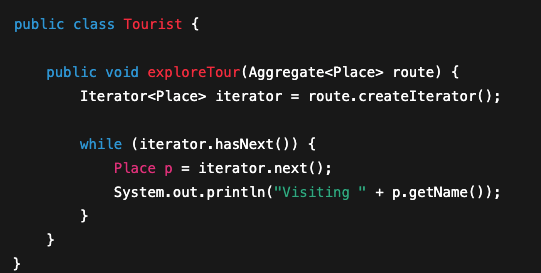 public class Tourist {
public void exploreTour(Aggregate<Place> route) {
Iterator<Place> iterator = route.createIterator();
while (iterator.hasNext()) {
Place p = iterator.next();
System.out.println("Visiting " + p.getName());
}
}
}